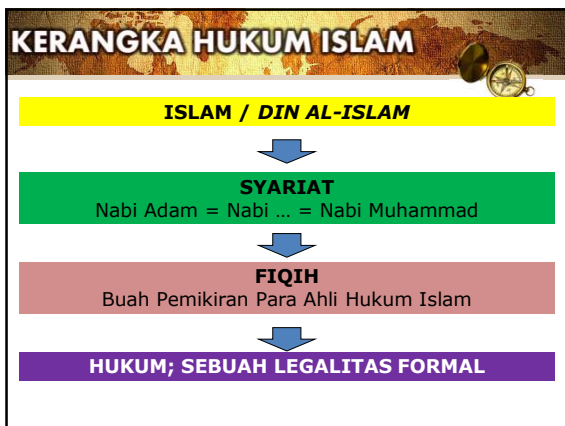 KERANGKA HUKUM ISLAM
ISLAM / DIN AL-ISLAM
SYARIAT
Nabi Adam = Nabi ... = Nabi Muhammad
FIQIH
Buah Pemikiran Para Ahli Hukum Islam
HUKUM; SEBUAH LEGALITAS FORMAL